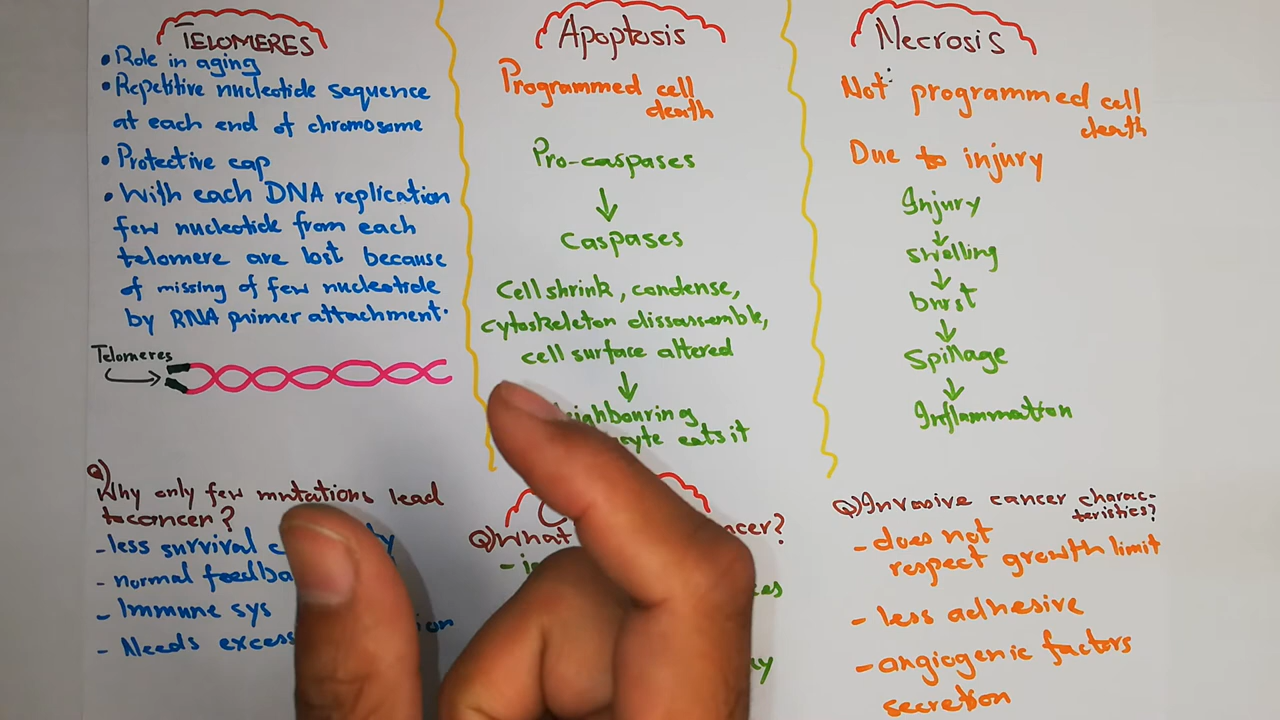 TELOMERES
• Role in aging
• Repetitive nucleotide sequence
at each end of chromosome
• Protective cap
• With each DNA replication
few nucleotide from each
telomere are lost because
of missing of few nucleotide
by RNA primer attachment.
Telomeres
Apoptosis
Programmed cell
death
Pro-caspases
Caspases
Cell shrink, condense,
cytoskeleton dissassemble,
cell surface altered
eats it
Necrosis
Not programmed cell
death
Due to injury
Injury
swelling
burst
Spillage
Inflammation
Q)
Why only few mutations lead
to cancer?
- less survival
- normal
- Immune sys
- Needs
Q) What
Q) Invasive cancer charac-
teristics?
- does not
respect growth limit
- less adhesive
- angiogenic factors
secretion